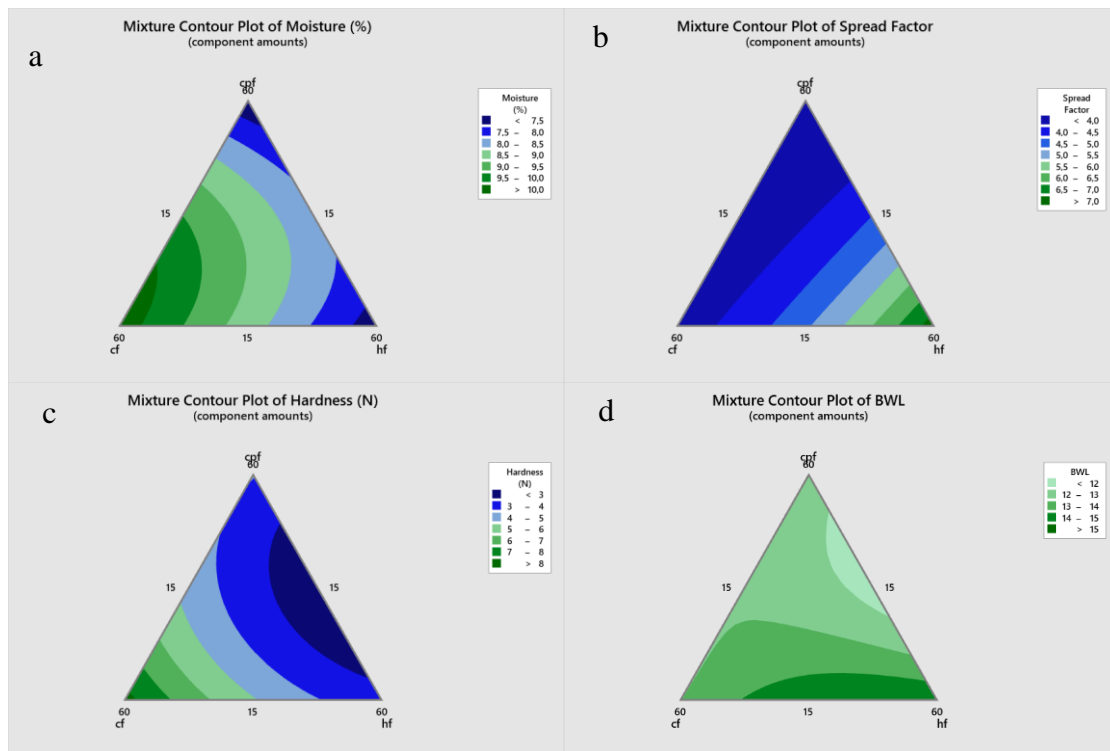 a
Mixture Contour Plot of Moisture (%)
(component amounts)
cpf
60
15
15
60
cf
15
60
hf
Moisture
(%)
< 7,5
7,5 – 8,0
8,0 – 8,5
8,5 – 9,0
9,0 – 9,5
9,5 – 10,0
> 10,0
b
Mixture Contour Plot of Spread Factor
(component amounts)
cpf
60
15
15
60
cf
15
60
hf
Spread
Factor
< 4,0
4,0 – 4,5
4,5 – 5,0
5,0 – 5,5
5,5 – 6,0
6,0 – 6,5
6,5 – 7,0
> 7,0
c
Mixture Contour Plot of Hardness (N)
(component amounts)
cpf
60
15
15
60
cf
15
60
hf
Hardness
(N)
< 3
3 – 4
4 – 5
5 – 6
6 – 7
7 – 8
> 8
d
Mixture Contour Plot of BWL
(component amounts)
cpf
60
15
15
60
cf
15
60
hf
BWL
< 12
12 – 13
13 – 14
14 – 15
> 15